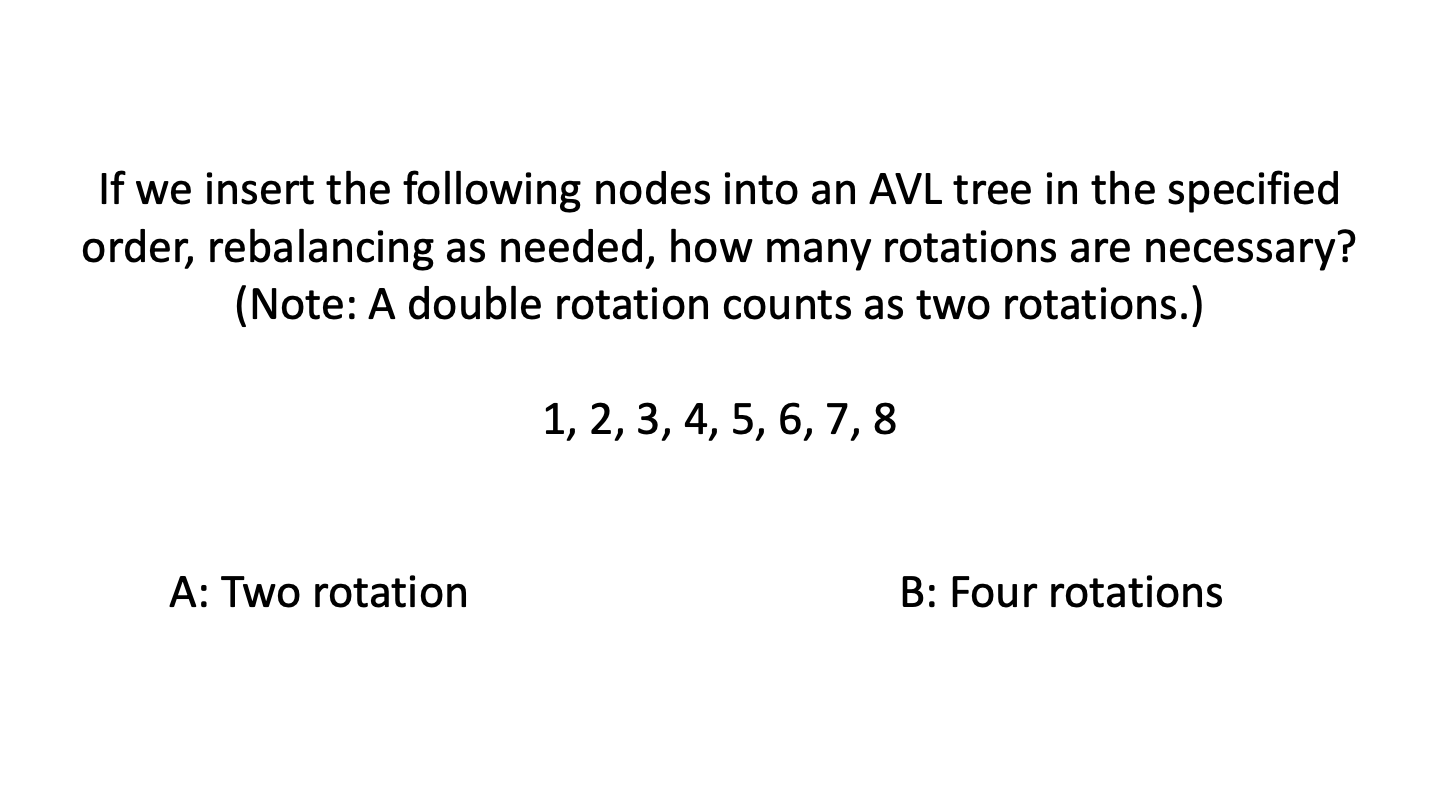 If we insert the following nodes into an AVL tree in the specified
order, rebalancing as needed, how many rotations are necessary?
(Note: A double rotation counts as two rotations.)
1, 2, 3, 4, 5, 6, 7, 8
A: Two rotation
B: Four rotations